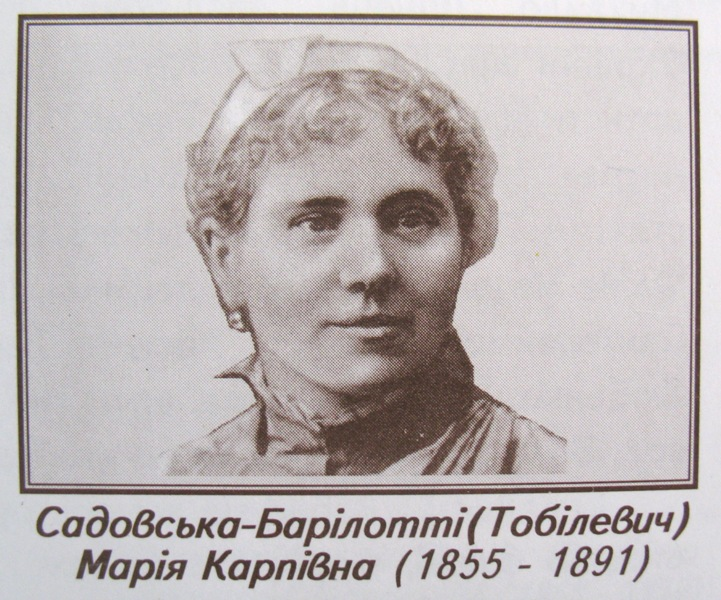 Садовська-Барілотті(Тобілевич)
Марія Карпівна (1855 - 1891)